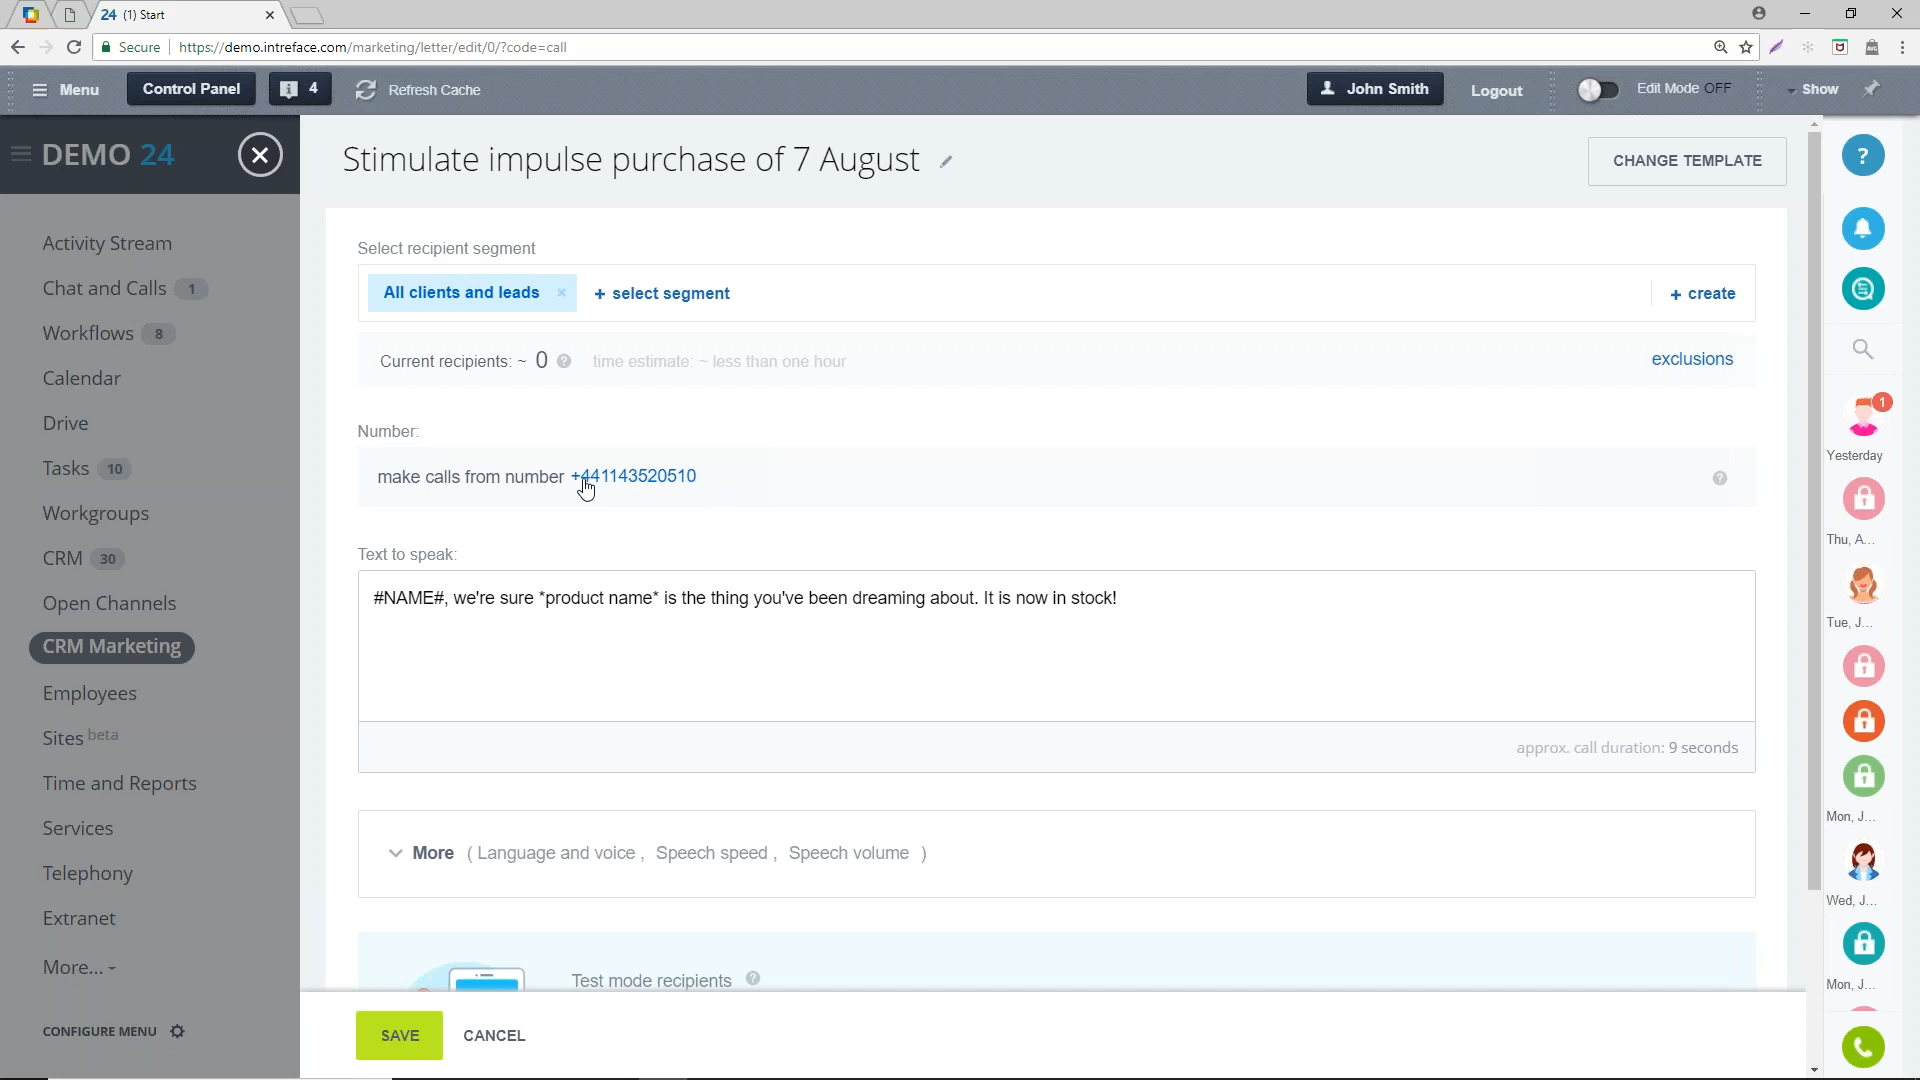 24 (1) Start
Secure https://demo.intreface.com/marketing/letter/edit/0/?code=call
Menu
Control Panel
4
Refresh Cache
John Smith
Logout
Edit Mode OFF
Show
DEMO 24
Activity Stream
Chat and Calls 1
Workflows 8
Calendar
Drive
Tasks 10
Workgroups
CRM 30
Open Channels
CRM Marketing
Employees
Sites beta
Time and Reports
Services
Telephony
Extranet
More...
CONFIGURE MENU
Stimulate impulse purchase of 7 August
CHANGE TEMPLATE
Select recipient segment
All clients and leads × + select segment
+ create
Current recipients: ~ 0 ? time estimate: ~ less than one hour
exclusions
Number:
make calls from number +441143520510
?
Text to speak:
#NAME#, we're sure *product name* is the thing you've been dreaming about. It is now in stock!
approx. call duration: 9 seconds
More ( Language and voice , Speech speed , Speech volume )
Test mode recipients ?
SAVE
CANCEL
?
1
Yesterday
Thu, A...
Tue, J...
Mon, J...
Wed, J...
Mon, J...